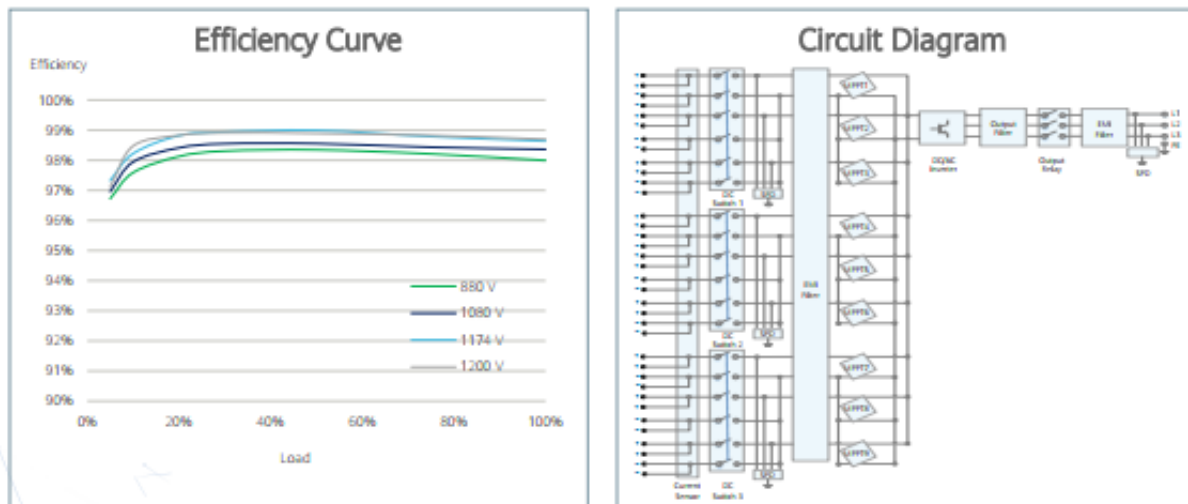 Efficiency Curve
Efficiency
100%
99%
98%
97%
96%
95%
94%
93%
92%
91%
90%
0%
20%
40%
60%
80%
100%
Load
880 V
1080 V
1174 V
1200 V
Circuit Diagram
MPPT1
MPPT2
MPPT3
MPPT4
MPPT5
MPPT6
MPPT7
MPPT8
MPPT9
EMI
Filter
DC/AC
Inverter
Output
Filter
Output
Relay
EMI
Filter
L1
L2
L3
SPD
DC
Switch 1
SPD
DC
Switch 2
SPD
DC
Switch 3
SPD
Current
Sensor